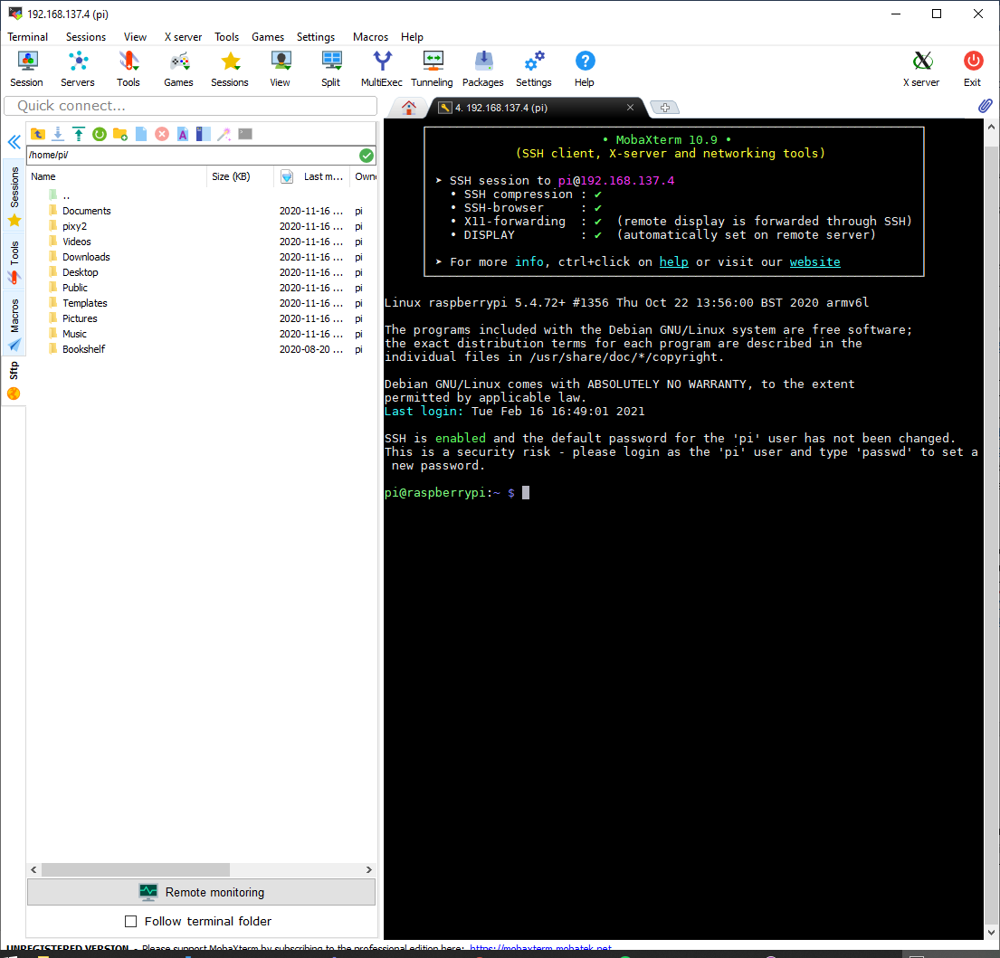 192.168.137.4 (pi)
Terminal Sessions View X server Tools Games Settings Macros Help
Session Servers Tools Games Sessions View Split MultiExec Tunneling Packages Settings Help X server Exit
Quick connect...
4. 192.168.137.4 (pi)
/home/pi/
Name Size (KB) Last m... Owne
..
Documents 2020-11-16 ... pi
pixy2 2020-11-16 ... pi
Videos 2020-11-16 ... pi
Downloads 2020-11-16 ... pi
Desktop 2020-11-16 ... pi
Public 2020-11-16 ... pi
Templates 2020-11-16 ... pi
Pictures 2020-11-16 ... pi
Music 2020-11-16 ... pi
Bookshelf 2020-08-20 ... pi
Sessions
Tools
Macros
Sftp
Remote monitoring
Follow terminal folder
• MobaXterm 10.9 •
(SSH client, X-server and networking tools)
➤ SSH session to pi@192.168.137.4
• SSH compression : ✔
• SSH-browser : ✔
• X11-forwarding : ✔ (remote display is forwarded through SSH)
• DISPLAY : ✔ (automatically set on remote server)
➤ For more info, ctrl+click on help or visit our website
Linux raspberrypi 5.4.72+ #1356 Thu Oct 22 13:56:00 BST 2020 armv6l
The programs included with the Debian GNU/Linux system are free software;
the exact distribution terms for each program are described in the
individual files in /usr/share/doc/*/copyright.
Debian GNU/Linux comes with ABSOLUTELY NO WARRANTY, to the extent
permitted by applicable law.
Last login: Tue Feb 16 16:49:01 2021
SSH is enabled and the default password for the 'pi' user has not been changed.
This is a security risk - please login as the 'pi' user and type 'passwd' to set a
new password.
pi@raspberrypi:~ $
UNREGISTERED VERSION - Please support MobaXterm by subscribing to the professional edition here: https://mobaxterm.mobatek.net